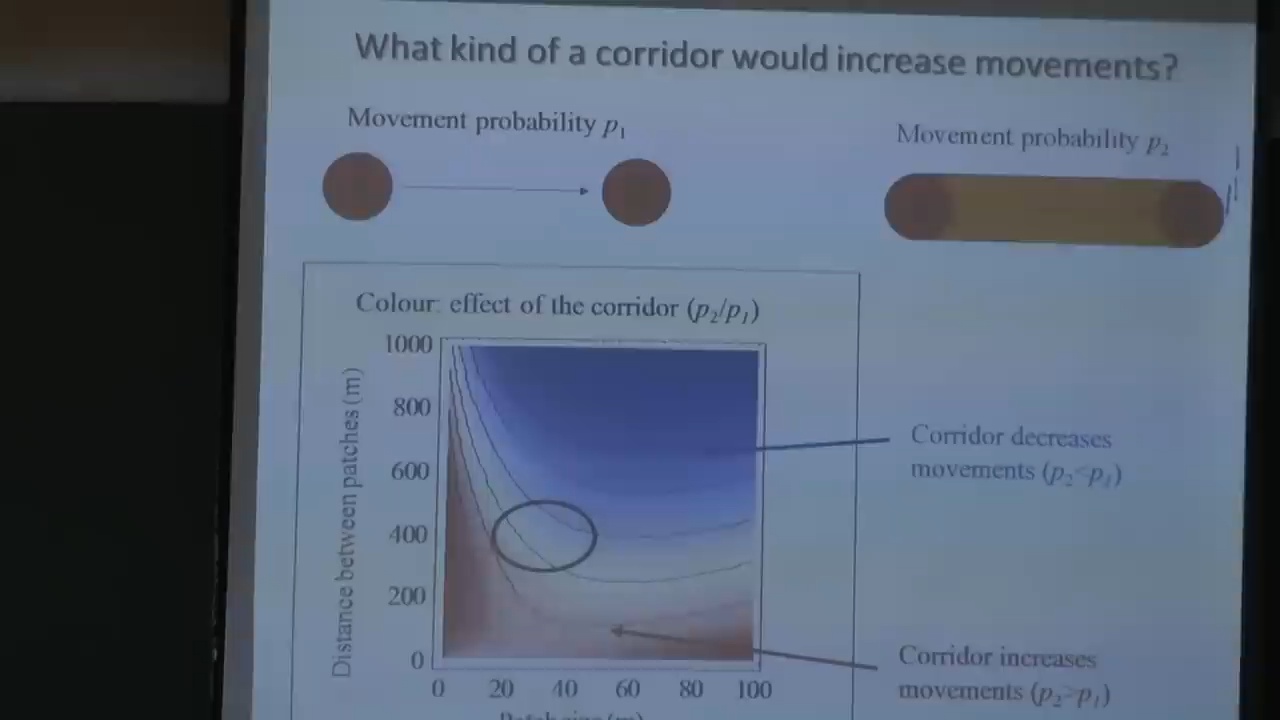 What kind of a corridor would increase movements?
Movement probability p1
Movement probability p2
Colour: effect of the corridor (p2/p1)
1000
800
600
400
200
0
Distance between patches (m)
0 20 40 60 80 100
Corridor decreases
movements (p2<p1)
Corridor increases
movements (p2>p1)